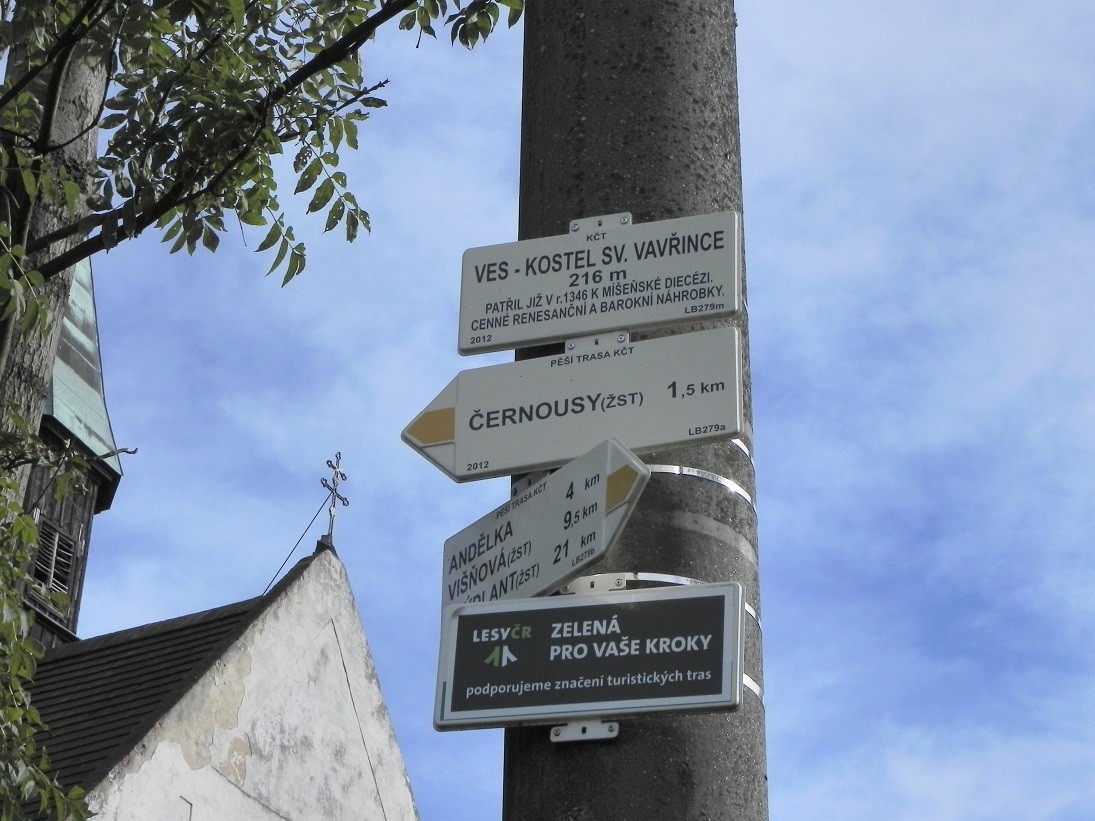 KČT
VES - KOSTEL SV. VAVŘINCE
216 m
PATŘIL JIŽ V r.1346 K MÍŠEŇSKÉ DIECÉZI.
CENNÉ RENESANČNÍ A BAROKNÍ NÁHROBKY.
2012 LB279m
PĚŠÍ TRASA KČT
ČERNOUSY(ŽST) 1,5 km
2012 LB279a
PĚŠÍ TRASA KČT
ANDĚLKA 4 km
VIŠŇOVÁ(ŽST) 9,5 km
21 km
LB279b
LESYČR ZELENÁ
PRO VAŠE KROKY
podporujeme značení turistických tras